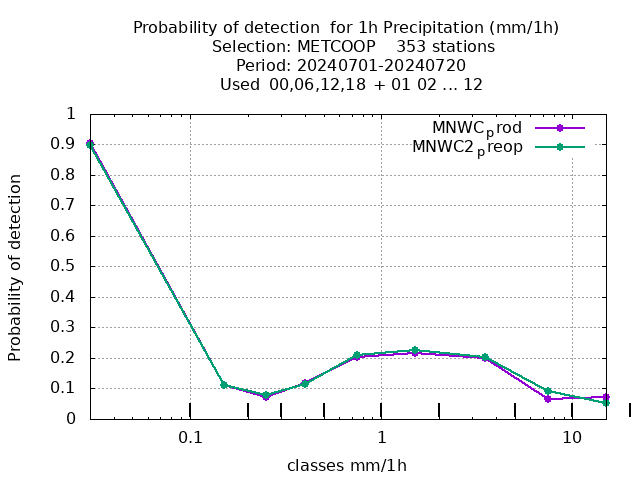 Probability of detection  for 1h Precipitation (mm/1h)
Selection: METCOOP    353 stations
Period: 20240701-20240720
Used  00,06,12,18  + 01 02 ... 12
MNWCprod
MNWC2preop
1
0.9
0.8
0.7
0.6
0.5
0.4
0.3
0.2
0.1
0
Probability of detection
0.1 1 10
classes mm/1h